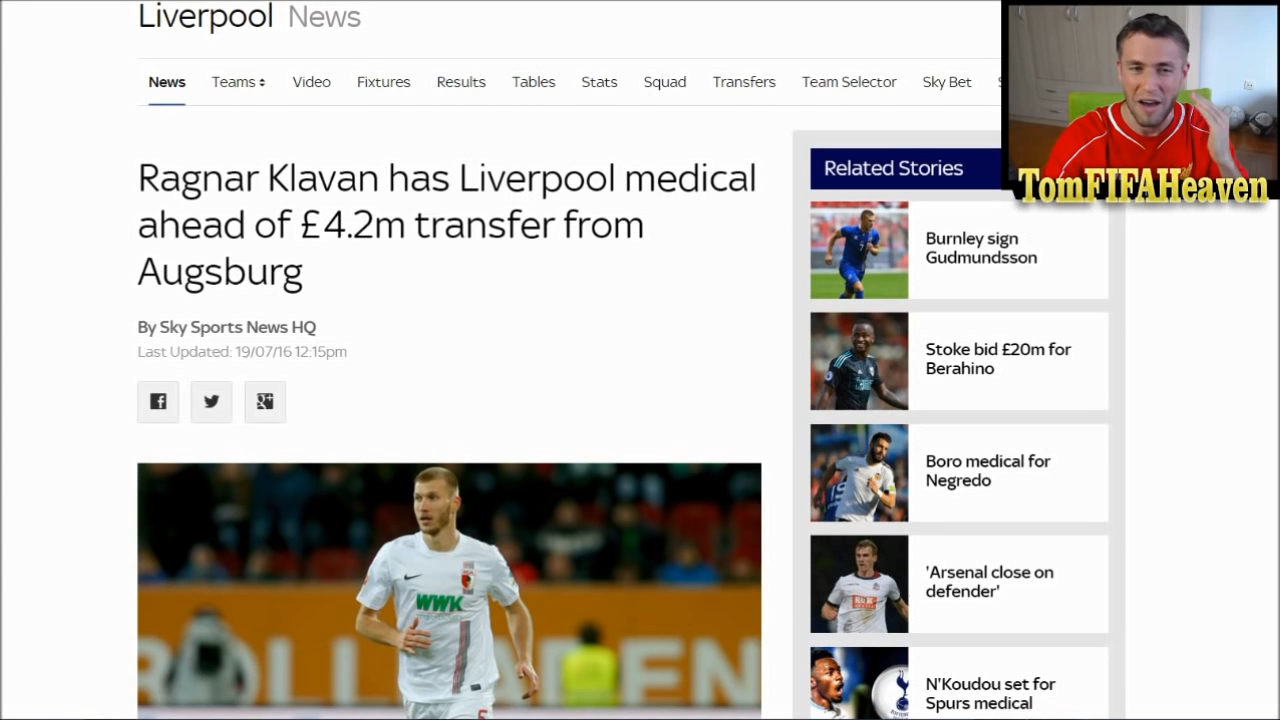 Liverpool News
News Teams Video Fixtures Results Tables Stats Squad Transfers Team Selector Sky Bet
Ragnar Klavan has Liverpool medical
ahead of £4.2m transfer from
Augsburg
By Sky Sports News HQ
Last Updated: 19/07/16 12:15pm
WWK
Related Stories
TomFIFAHeaven
Burnley sign
Gudmundsson
Stoke bid £20m for
Berahino
Boro medical for
Negredo
'Arsenal close on
defender'
N'Koudou set for
Spurs medical